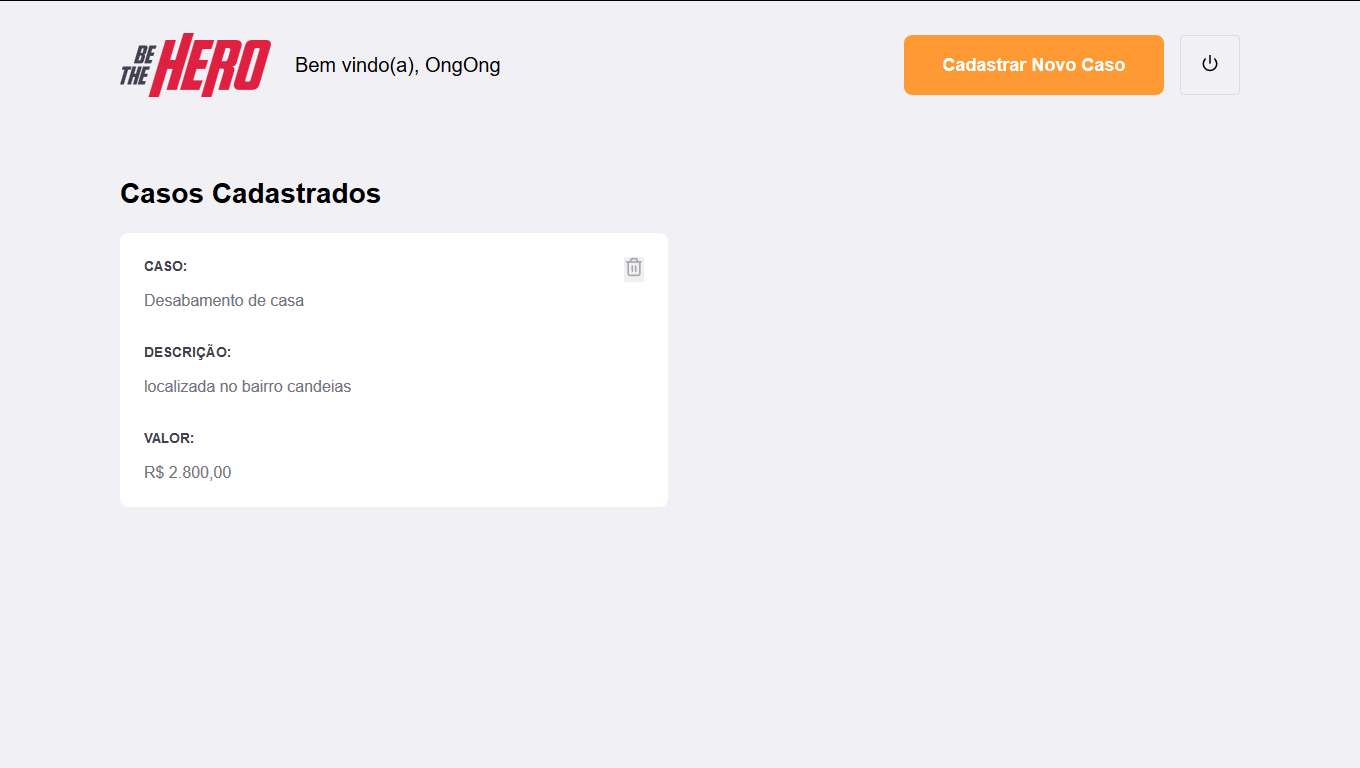 BE THE HERO
Bem vindo(a), OngOng
Cadastrar Novo Caso
Casos Cadastrados
CASO:
Desabamento de casa
DESCRIÇÃO:
localizada no bairro candeias
VALOR:
R$ 2.800,00